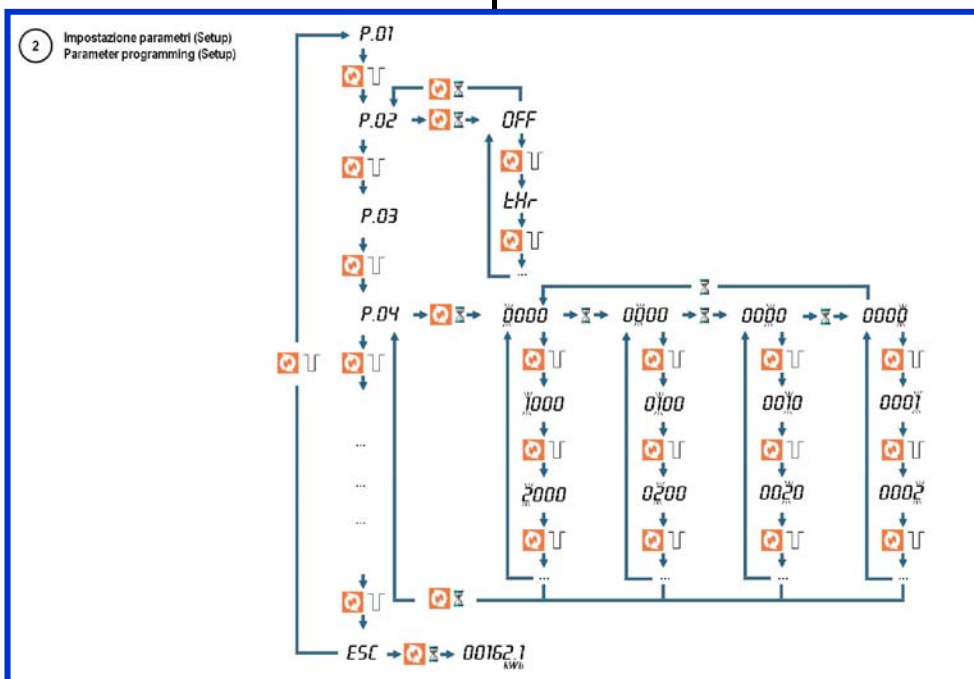 2
Impostazione parametri (Setup)
Parameter programming (Setup)
P.01
P.02 OFF
tHr
P.03
...
P.04 0000 0000 0000 0000
1000 0100 0010 0001
...
2000 0200 0020 0002
...
...
... ... ... ...
ESC 00162.1
kWh